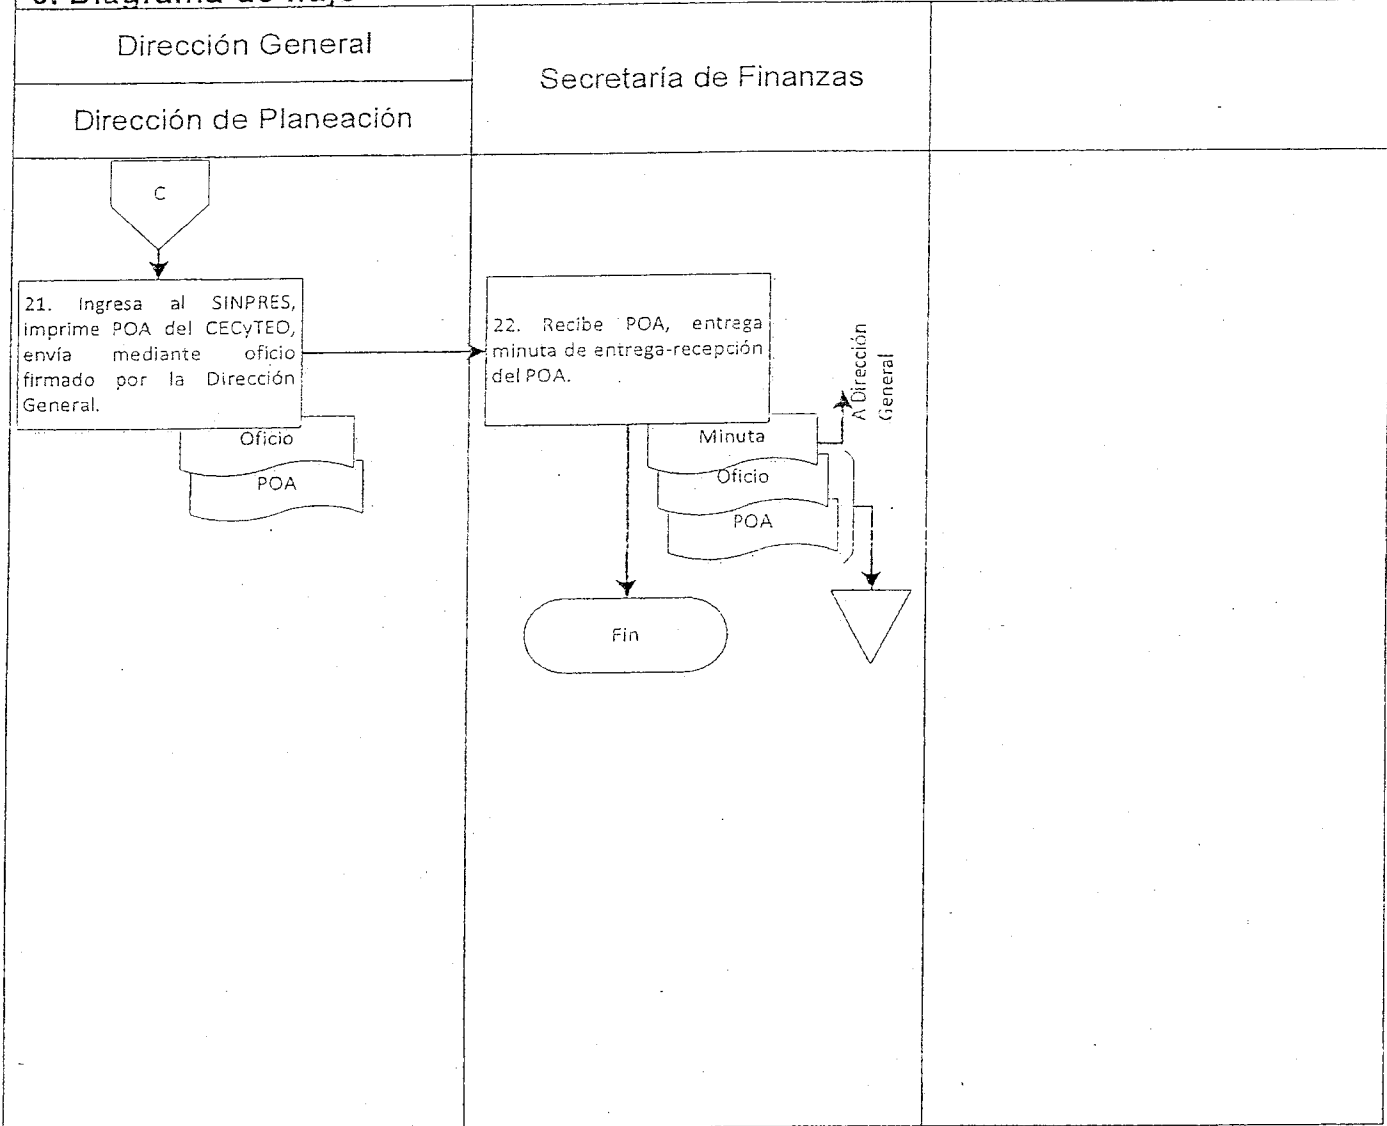 Dirección General
Secretaría de Finanzas
Dirección de Planeación
C
21. Ingresa al SINPRES,
imprime POA del CECyTEO,
envía mediante oficio
firmado por la Dirección
General.
Oficio
POA
22. Recibe POA, entrega
minuta de entrega-recepción
del POA.
A Dirección
General
Minuta
Oficio
POA
Fin